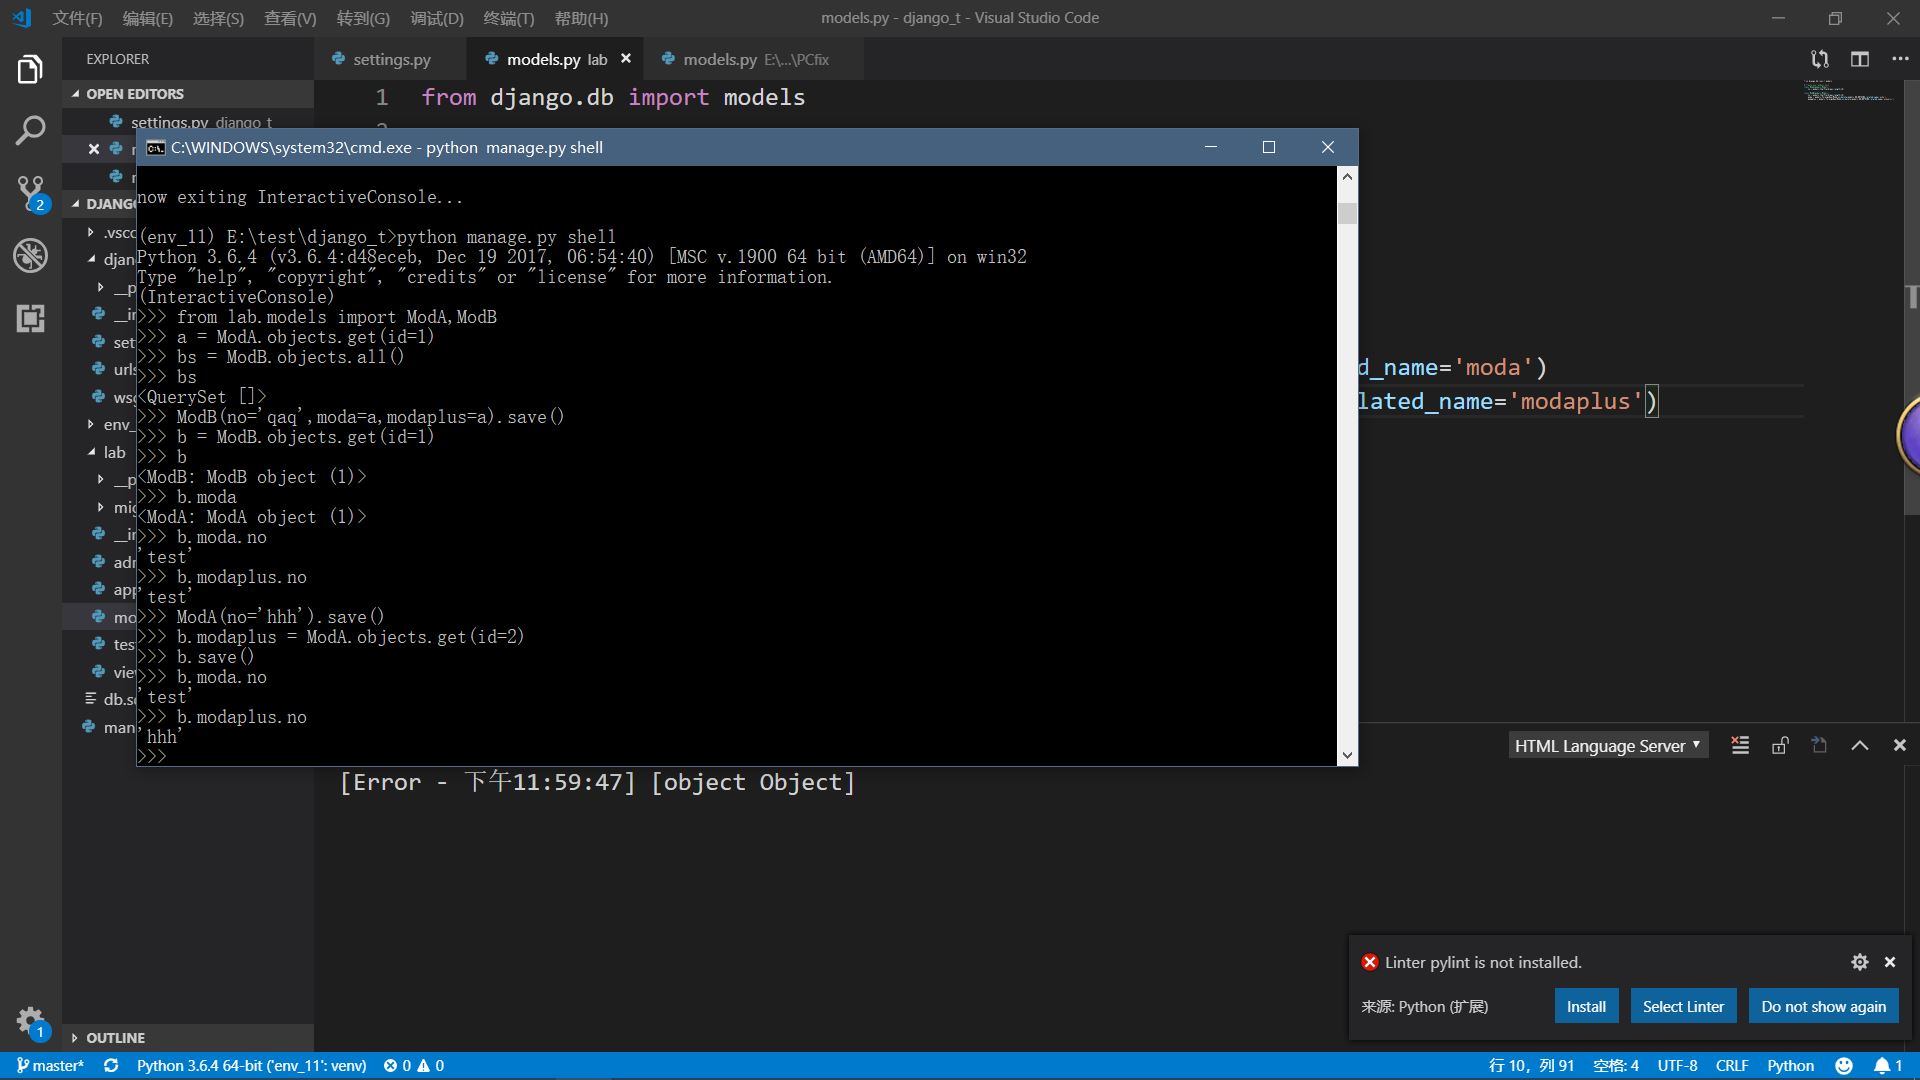 文件(F) 编辑(E) 选择(S) 查看(V) 转到(G) 调试(D) 终端(T) 帮助(H) models.py - django_t - Visual Studio Code
EXPLORER
settings.py
models.py lab
models.py E:\...\PCfix
OPEN EDITORS
settings.py django_t
DJANG
.vsc
djan
set
urls
env_
lab
mig
adr
app
mo
tes
vie
db.s
man
OUTLINE
1 from django.db import models
d_name='moda')
lated_name='modaplus')
C:\WINDOWS\system32\cmd.exe - python manage.py shell
now exiting InteractiveConsole...
(env_11) E:\test\django_t>python manage.py shell
Python 3.6.4 (v3.6.4:d48eceb, Dec 19 2017, 06:54:40) [MSC v.1900 64 bit (AMD64)] on win32
Type "help", "copyright", "credits" or "license" for more information.
(InteractiveConsole)
>>> from lab.models import ModA,ModB
>>> a = ModA.objects.get(id=1)
>>> bs = ModB.objects.all()
>>> bs
<QuerySet []>
>>> ModB(no='qaq',moda=a,modaplus=a).save()
>>> b = ModB.objects.get(id=1)
>>> b
<ModB: ModB object (1)>
>>> b.moda
<ModA: ModA object (1)>
>>> b.moda.no
'test'
>>> b.modaplus.no
'test'
>>> ModA(no='hhh').save()
>>> b.modaplus = ModA.objects.get(id=2)
>>> b.save()
>>> b.moda.no
'test'
>>> b.modaplus.no
'hhh'
>>>
HTML Language Server
[Error - 下午11:59:47] [object Object]
Linter pylint is not installed.
来源: Python (扩展)
Install
Select Linter
Do not show again
2
1
master* Python 3.6.4 64-bit ('env_11': venv) 0 0 行 10，列 91 空格: 4 UTF-8 CRLF Python 1